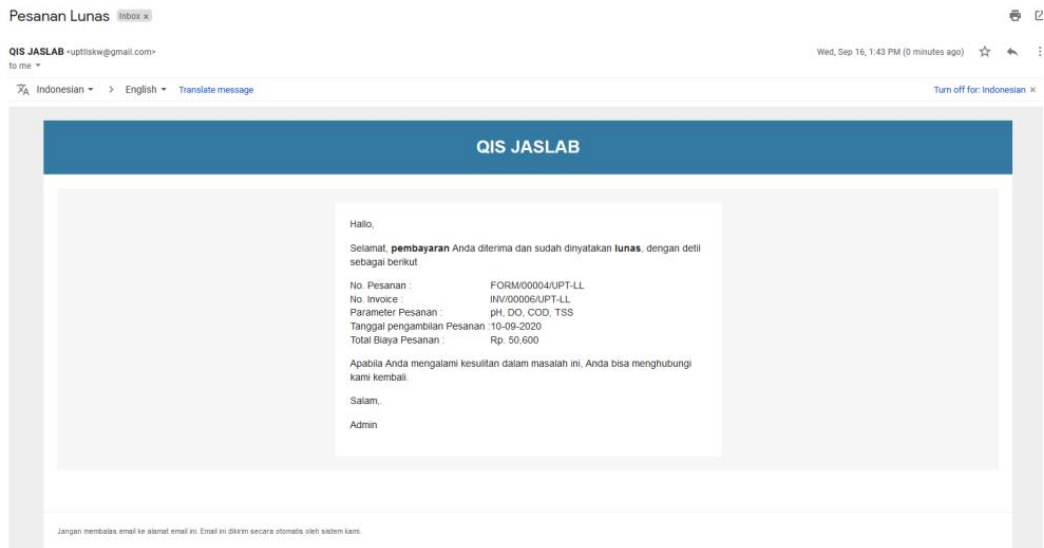 Pesanan Lunas Inbox x
QIS JASLAB <uptllskw@gmail.com> Wed, Sep 16, 1:43 PM (0 minutes ago)
to me
Indonesian > English Translate message Turn off for: Indonesian x
QIS JASLAB
Hallo,
Selamat, pembayaran Anda diterima dan sudah dinyatakan lunas, dengan detil
sebagai berikut
No. Pesanan : FORM/00004/UPT-LL
No. Invoice : INV/00006/UPT-LL
Parameter Pesanan : pH, DO, COD, TSS
Tanggal pengambilan Pesanan :10-09-2020
Total Biaya Pesanan : Rp. 50,600
Apabila Anda mengalami kesulitan dalam masalah ini, Anda bisa menghubungi
kami kembali.
Salam,.
Admin
Jangan membalas email ke alamat email ini. Email ini dikirim secara otomatis oleh sistem kami.